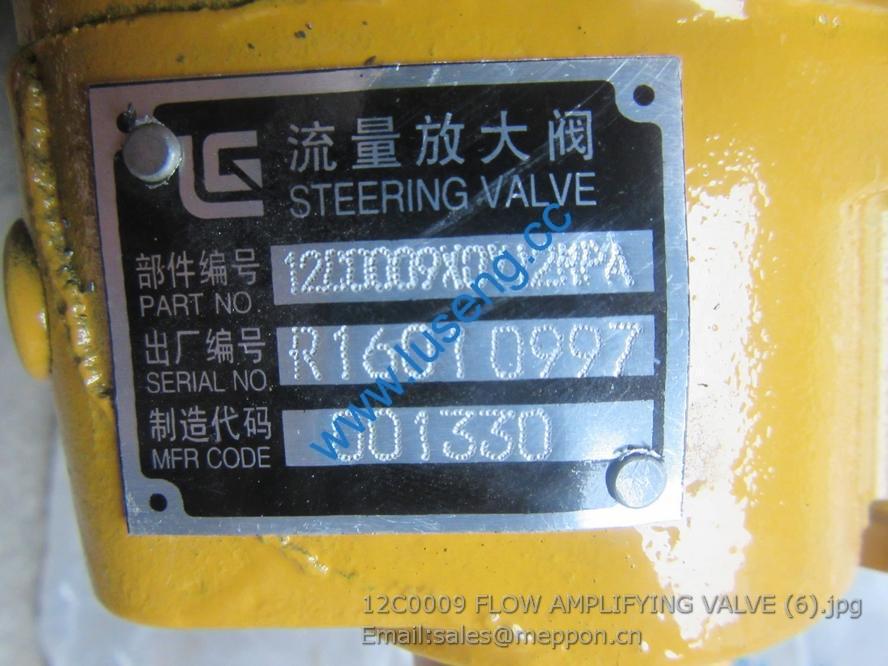 LG
流量放大阀
STEERING VALVE
部件编号
PART NO
出厂编号
SERIAL NO.
R1601 0997
制造代码
MFR CODE
001330
www.luseng.cc
12C0009 FLOW AMPLIFYING VALVE (6).jpg
Email:sales@meppon.cn